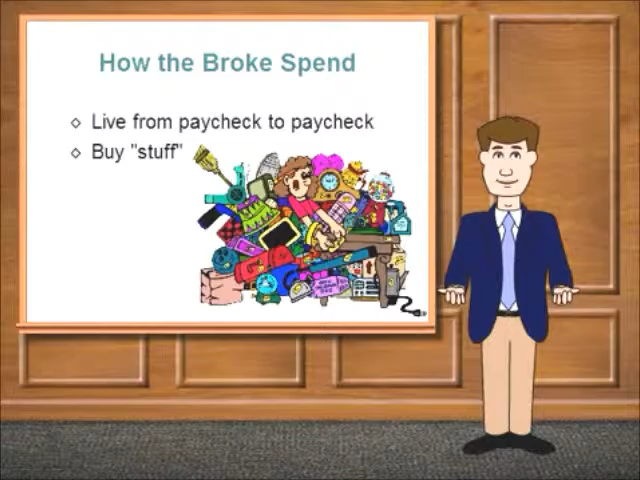 How the Broke Spend
◇ Live from paycheck to paycheck
◇ Buy "stuff"